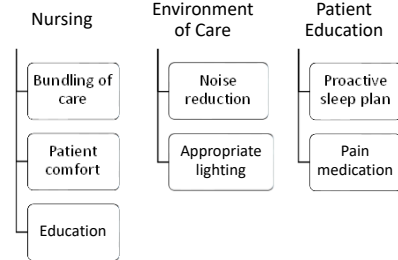 Nursing
Bundling of
care
Patient
comfort
Education
Environment
of Care
Noise
reduction
Appropriate
lighting
Patient
Education
Proactive
sleep plan
Pain
medication